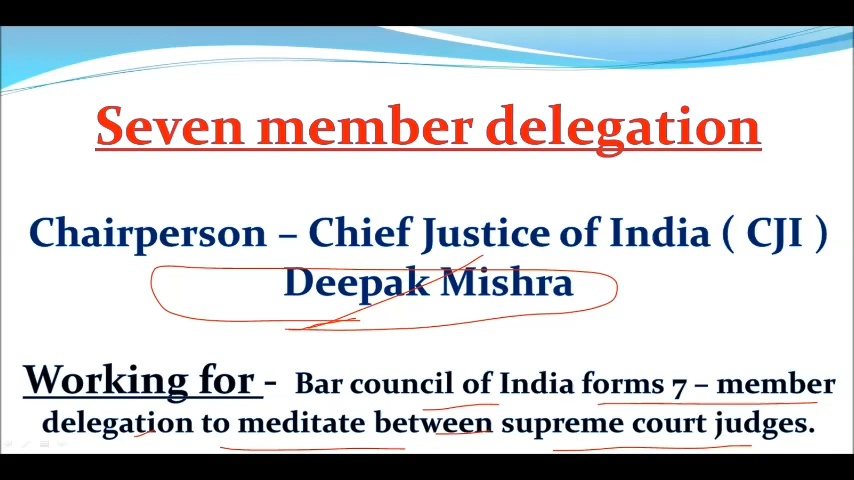 Seven member delegation
Chairperson – Chief Justice of India ( CJI )
Deepak Mishra
Working for - Bar council of India forms 7 – member
delegation to meditate between supreme court judges.